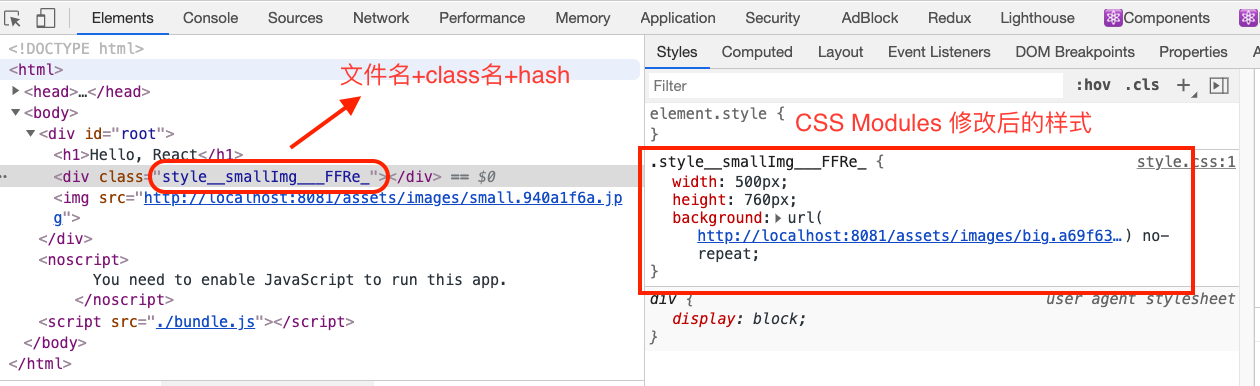 Elements Console Sources Network Performance Memory Application Security AdBlock Redux Lighthouse Components
<!DOCTYPE html>
<html>
<head>…</head>
<body>
<div id="root">
<h1>Hello, React</h1>
<div class="style__smallImg___FFRe_"></div> == $0
<img src="http://localhost:8081/assets/images/small.940a1f6a.jp
g">
</div>
<noscript>
You need to enable JavaScript to run this app.
</noscript>
<script src="./bundle.js"></script>
</body>
</html>
文件名+class名+hash
Styles Computed Layout Event Listeners DOM Breakpoints Properties A
Filter :hov .cls +
element.style {
}
CSS Modules 修改后的样式
.style__smallImg___FFRe_ { style.css:1
width: 500px;
height: 760px;
background: url(
http://localhost:8081/assets/images/big.a69f63…) no-
repeat;
}
div { user agent stylesheet
display: block;
}